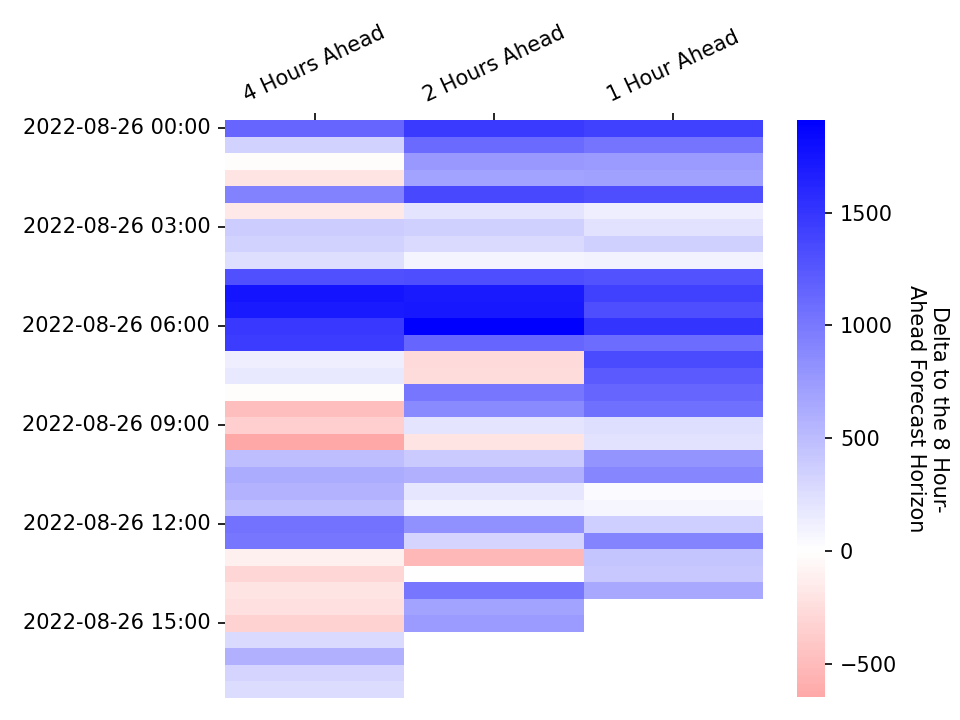 4 Hours Ahead
2 Hours Ahead
1 Hour Ahead
2022-08-26 00:00
2022-08-26 03:00
2022-08-26 06:00
2022-08-26 09:00
2022-08-26 12:00
2022-08-26 15:00
1500
1000
500
0
−500
Delta to the 8 Hour-
Ahead Forecast Horizon